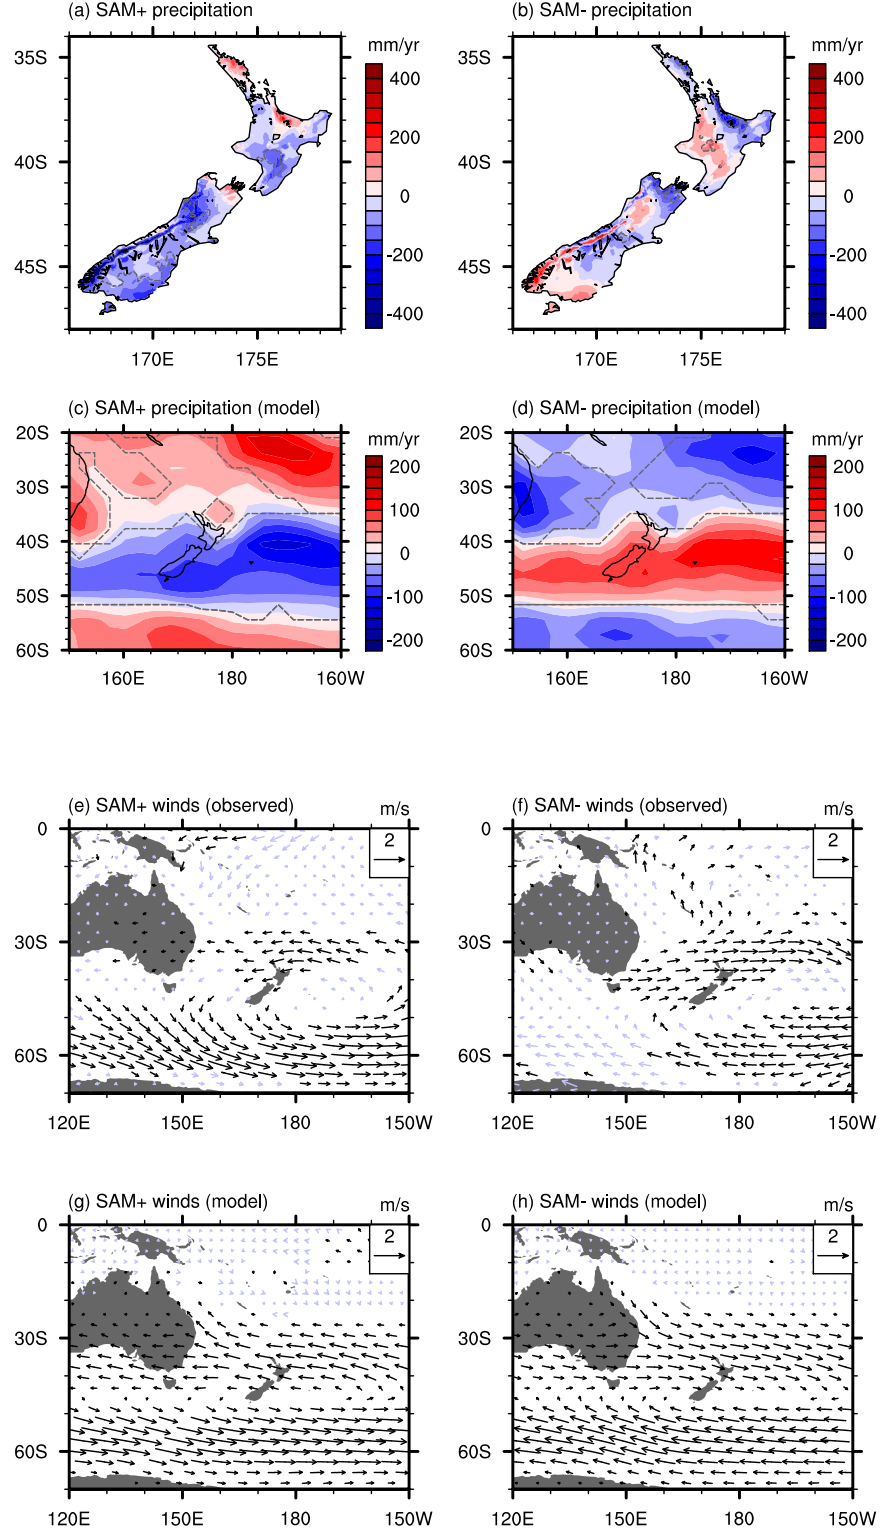 (a) SAM+ precipitation
(b) SAM- precipitation
mm/yr
mm/yr
35S
400
35S
400
200
200
40S
0
40S
0
-200
-200
45S
45S
-400
-400
170E 175E
170E 175E
(c) SAM+ precipitation (model)
(d) SAM- precipitation (model)
20S
mm/yr
20S
mm/yr
200
200
30S
30S
100
100
40S
0
40S
0
50S
-100
50S
-100
60S
-200
60S
-200
160E 180 160W
160E 180 160W
(e) SAM+ winds (observed) m/s
(f) SAM- winds (observed) m/s
0
2
0
2
30S
30S
60S
60S
120E 150E 180 150W
120E 150E 180 150W
(g) SAM+ winds (model) m/s
(h) SAM- winds (model) m/s
0
2
0
2
30S
30S
60S
60S
120E 150E 180 150W
120E 150E 180 150W